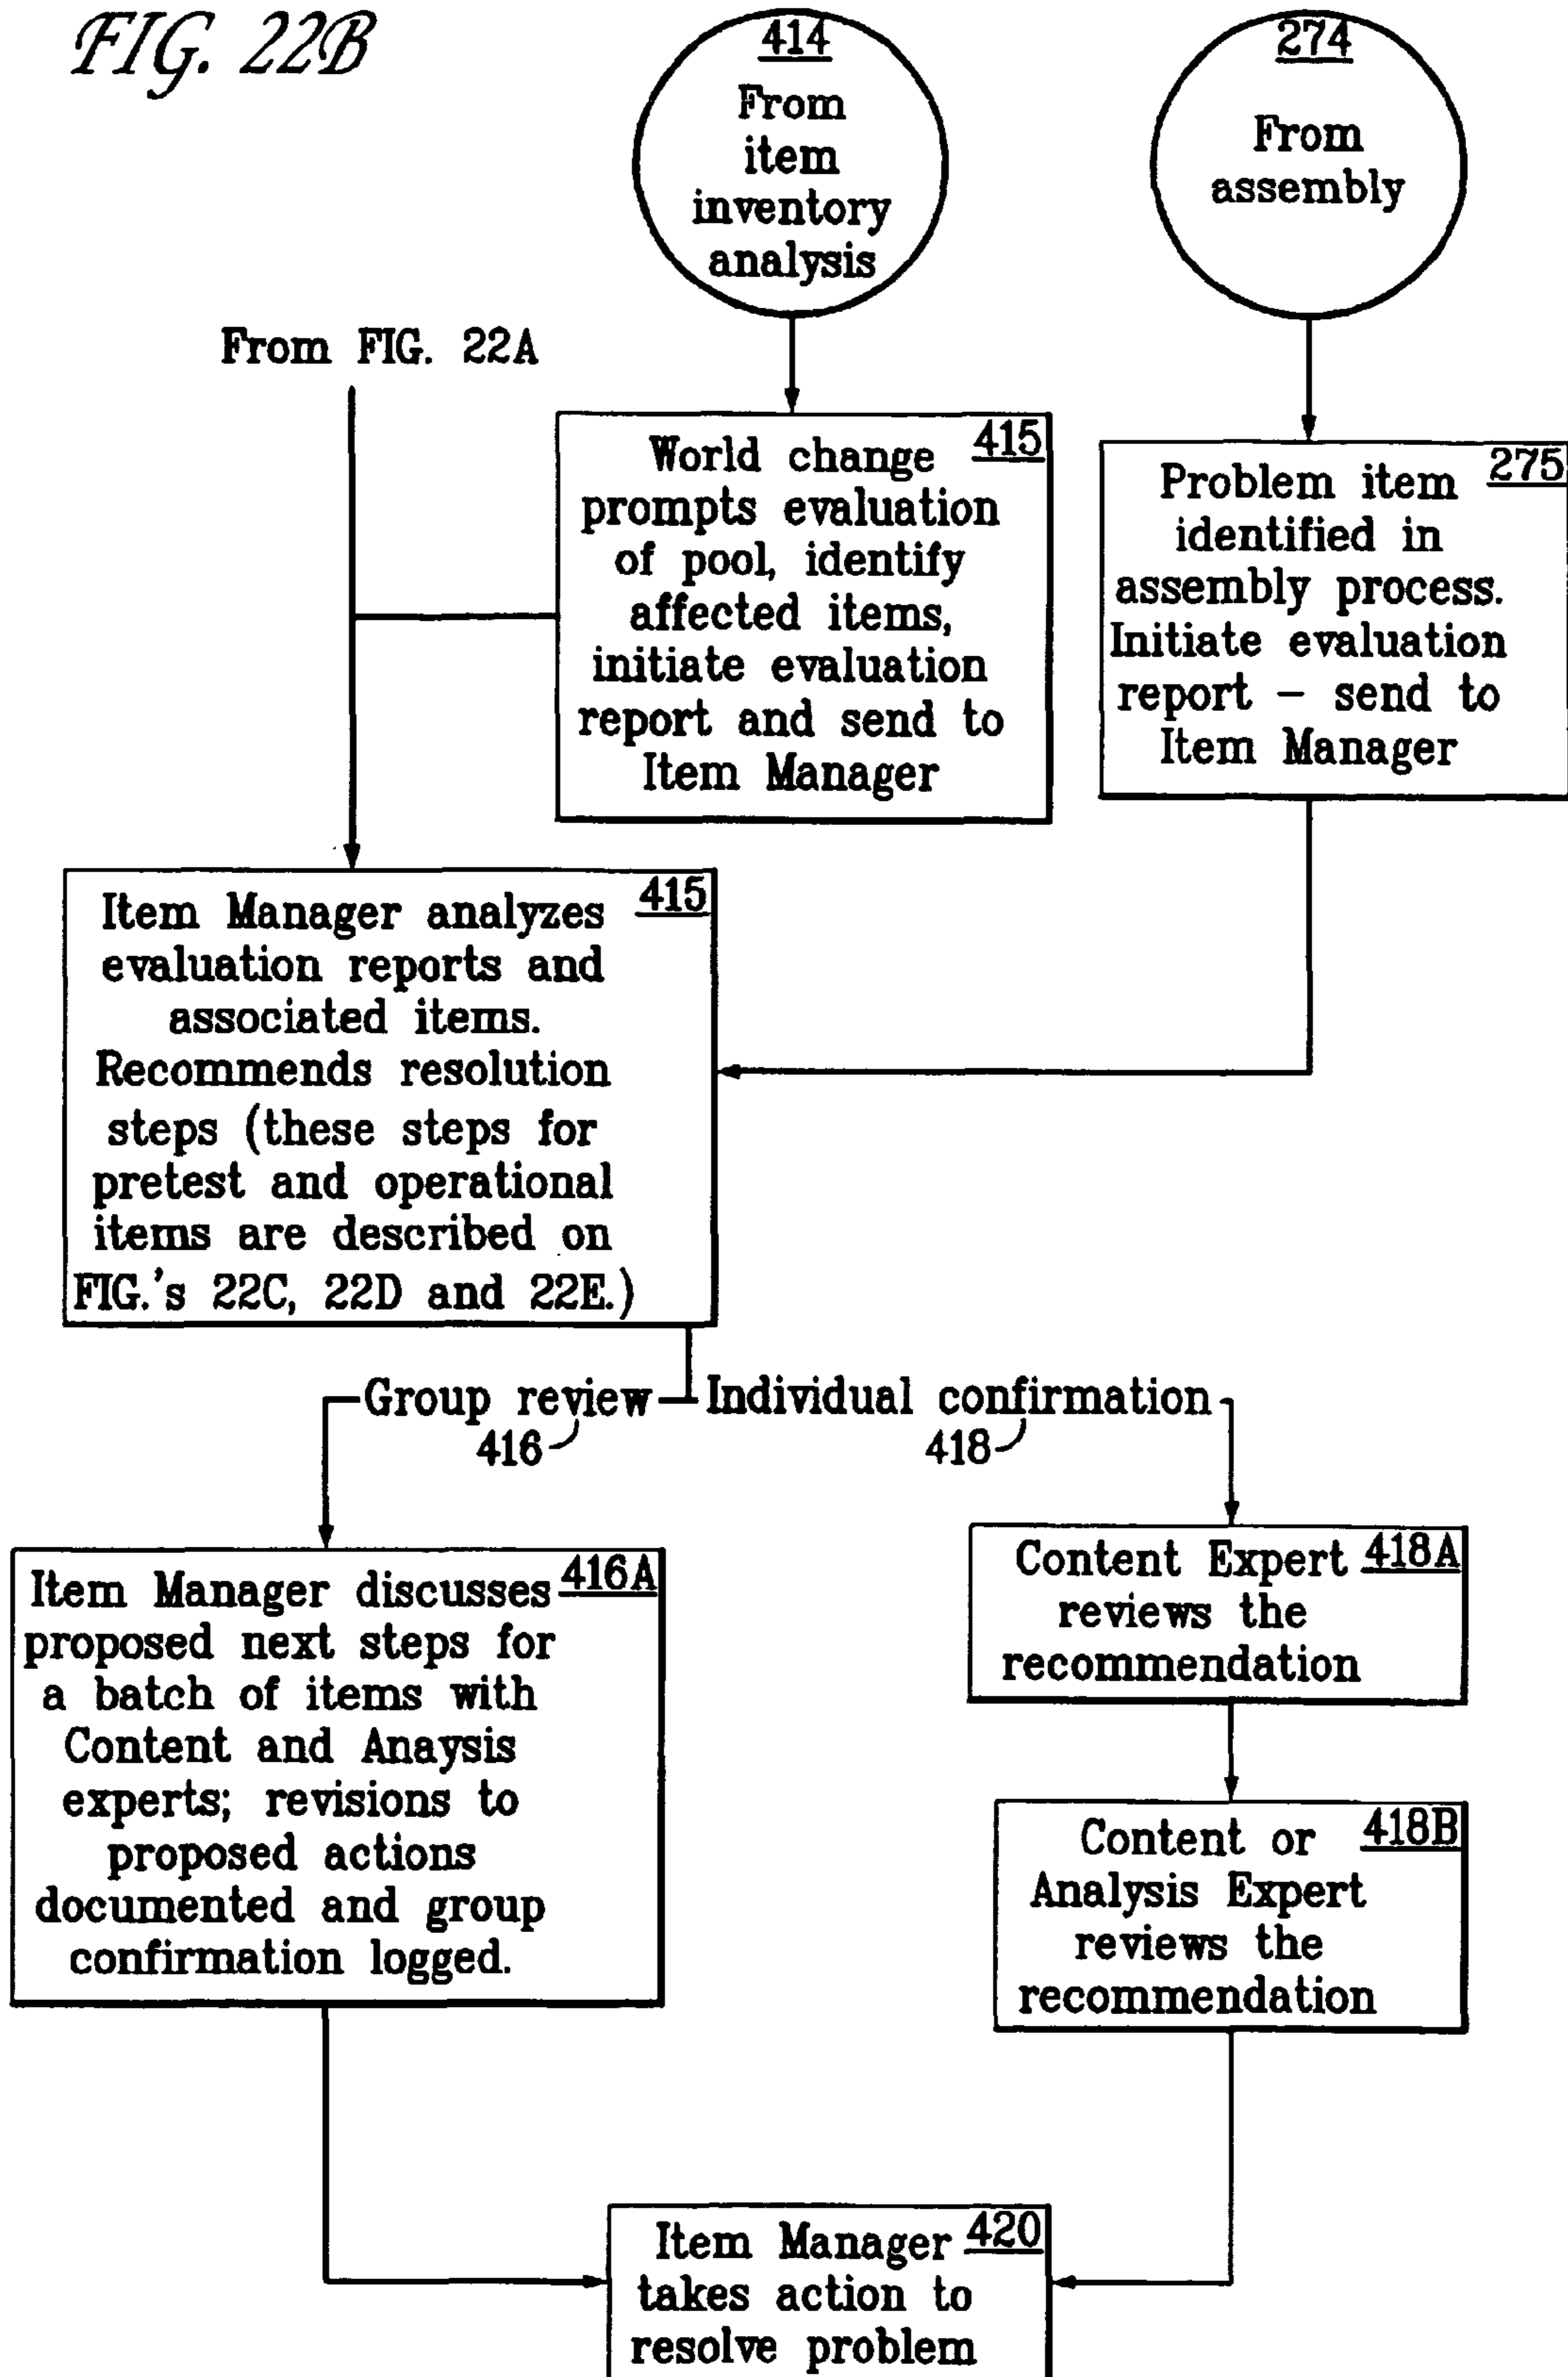 FIG. 22B
414
From
item
inventory
analysis
274
From
assembly
From FIG. 22A
World change 415
prompts evaluation
of pool, identify
affected items,
initiate evaluation
report and send to
Item Manager
Problem item 275
identified in
assembly process.
Initiate evaluation
report – send to
Item Manager
Item Manager analyzes 415
evaluation reports and
associated items.
Recommends resolution
steps (these steps for
pretest and operational
items are described on
FIG.'s 22C, 22D and 22E.)
Group review
416
Individual confirmation
418
Item Manager discusses 416A
proposed next steps for
a batch of items with
Content and Anaysis
experts; revisions to
proposed actions
documented and group
confirmation logged.
Content Expert 418A
reviews the
recommendation
Content or 418B
Analysis Expert
reviews the
recommendation
Item Manager 420
takes action to
resolve problem